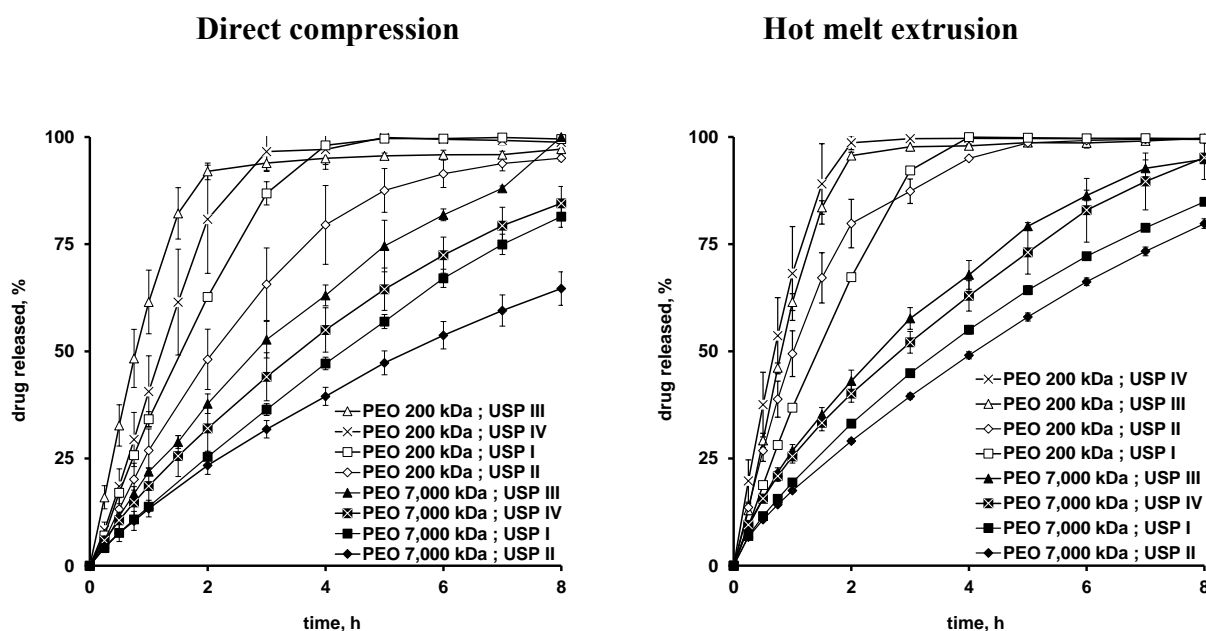 Direct compression
100
75
50
25
0
drug released, %
0 2 4 6 8
time, h
PEO 200 kDa ; USP III
PEO 200 kDa ; USP IV
PEO 200 kDa ; USP I
PEO 200 kDa ; USP II
PEO 7,000 kDa ; USP III
PEO 7,000 kDa ; USP IV
PEO 7,000 kDa ; USP I
PEO 7,000 kDa ; USP II
Hot melt extrusion
100
75
50
25
0
drug released, %
0 2 4 6 8
time, h
PEO 200 kDa ; USP IV
PEO 200 kDa ; USP III
PEO 200 kDa ; USP II
PEO 200 kDa ; USP I
PEO 7,000 kDa ; USP III
PEO 7,000 kDa ; USP IV
PEO 7,000 kDa ; USP I
PEO 7,000 kDa ; USP II